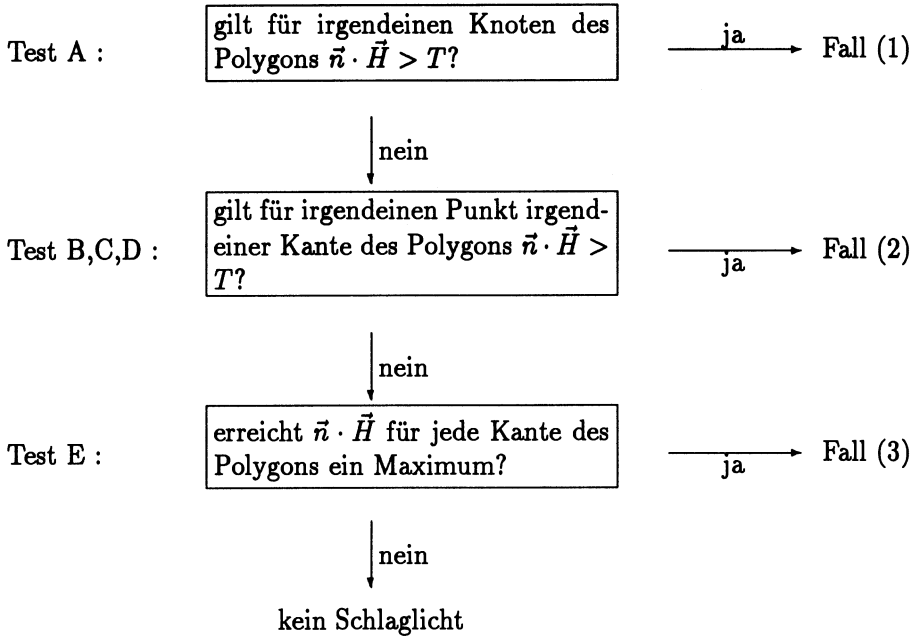 gilt für irgendeinen Knoten des
Test A :
Polygons n⃗ · H⃗ > T?
ja
Fall (1)
nein
gilt für irgendeinen Punkt irgend-
Test B,C,D :
einer Kante des Polygons n⃗ · H⃗ >
T?
ja
Fall (2)
nein
erreicht n⃗ · H⃗ für jede Kante des
Test E :
Polygons ein Maximum?
ja
Fall (3)
nein
kein Schlaglicht